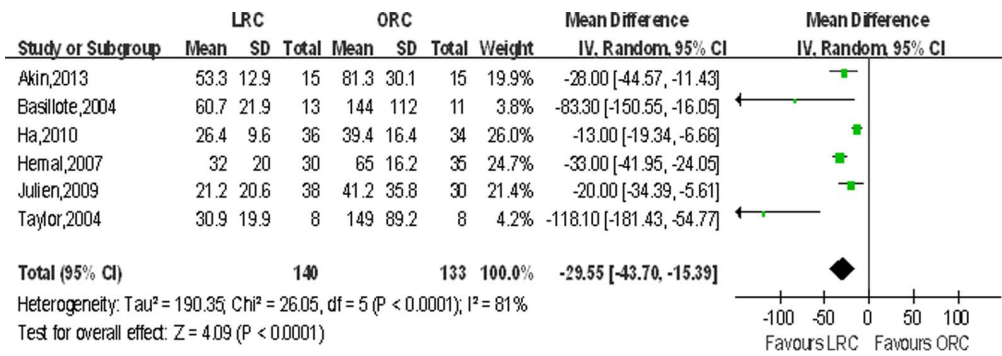 LRC ORC Mean Difference Mean Difference
Study or Subgroup Mean SD Total Mean SD Total Weight IV, Random, 95% CI IV, Random, 95% CI
Akin,2013 53.3 12.9 15 81.3 30.1 15 19.9% -28.00 [-44.57, -11.43]
Basillote,2004 60.7 21.9 13 144 112 11 3.8% -83.30 [-150.55, -16.05]
Ha,2010 26.4 9.6 36 39.4 16.4 34 26.0% -13.00 [-19.34, -6.66]
Hemal,2007 32 20 30 65 16.2 35 24.7% -33.00 [-41.95, -24.05]
Julien,2009 21.2 20.6 38 41.2 35.8 30 21.4% -20.00 [-34.39, -5.61]
Taylor,2004 30.9 19.9 8 149 89.2 8 4.2% -118.10 [-181.43, -54.77]
Total (95% CI) 140 133 100.0% -29.55 [-43.70, -15.39]
Heterogeneity: Tau² = 190.35; Chi² = 26.05, df = 5 (P < 0.0001); I² = 81%
Test for overall effect: Z = 4.09 (P < 0.0001)
-100 -50 0 50 100
Favours LRC Favours ORC